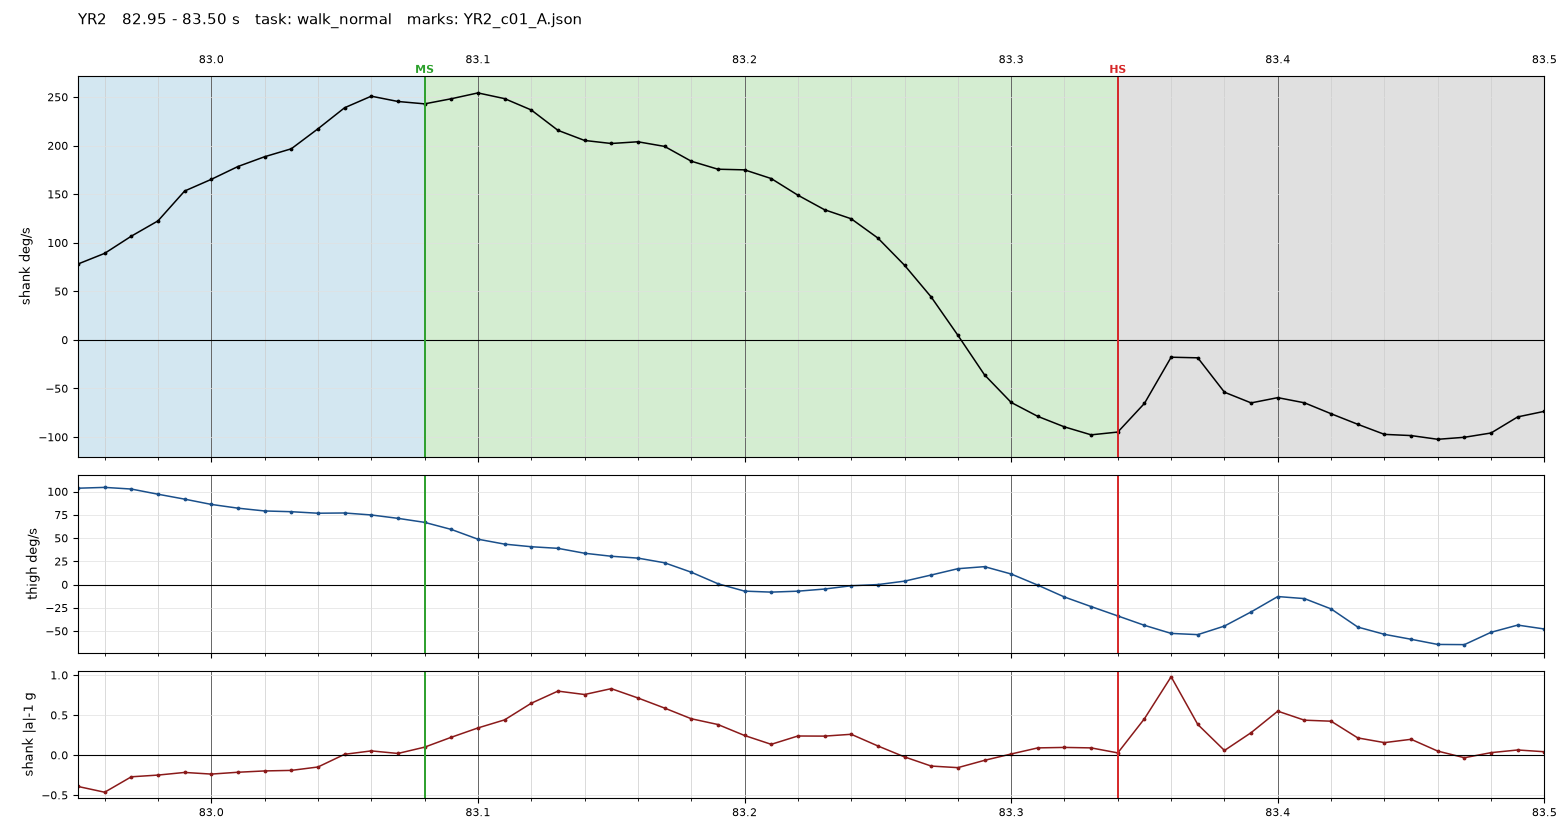 YR2   82.95 - 83.50 s   task: walk_normal   marks: YR2_c01_A.json
83.0 83.1 83.2 83.3 83.4 83.5
MS HS
250
200
150
100
50
0
−50
−100
shank deg/s
100
75
50
25
0
−25
−50
thigh deg/s
1.0
0.5
0.0
−0.5
shank |a|-1 g
83.0 83.1 83.2 83.3 83.4 83.5